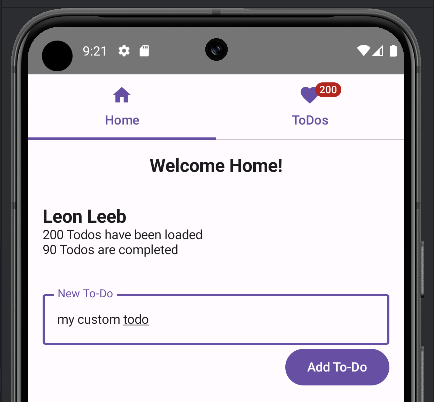 9:21
200
Home
ToDos
Welcome Home!
Leon Leeb
200 Todos have been loaded
90 Todos are completed
New To-Do
my custom todo
Add To-Do